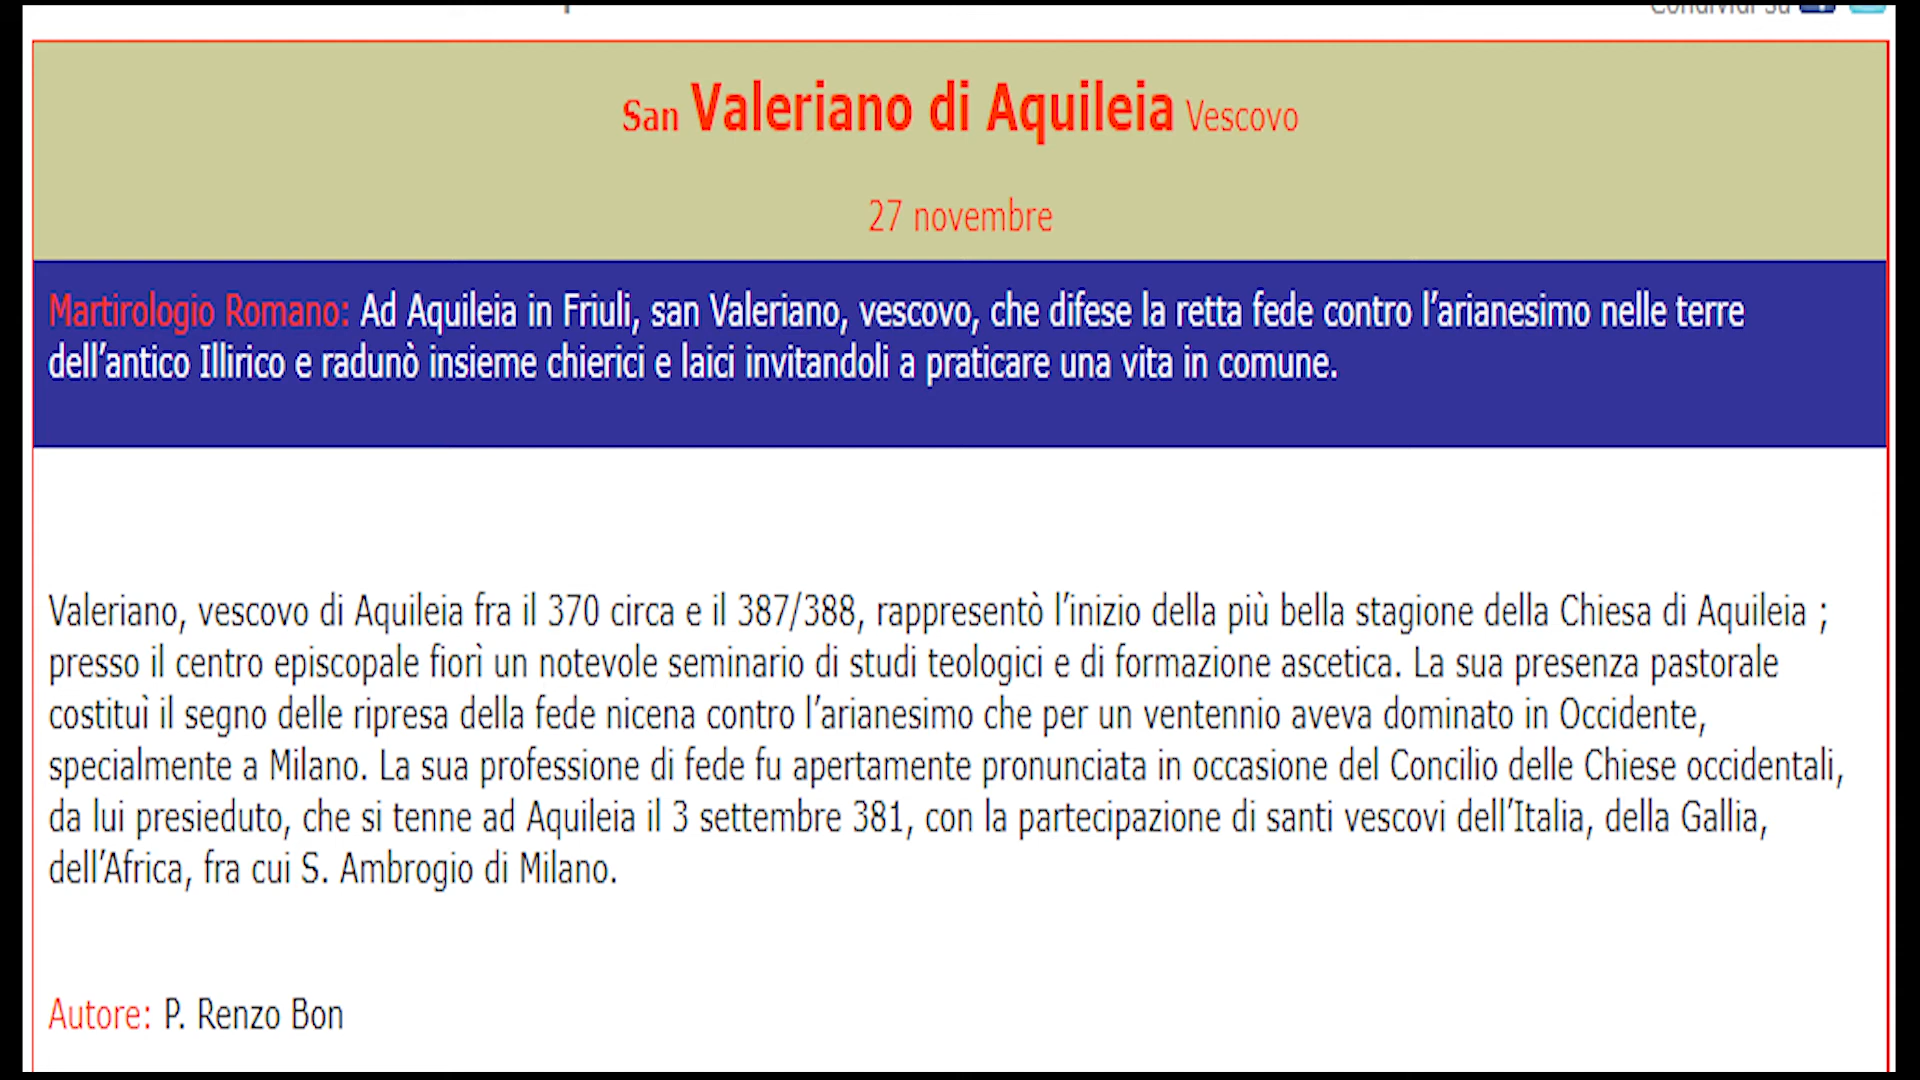 Condividi su
San Valeriano di Aquileia Vescovo
27 novembre
Martirologio Romano: Ad Aquileia in Friuli, san Valeriano, vescovo, che difese la retta fede contro l’arianesimo nelle terre
dell’antico Illirico e radunò insieme chierici e laici invitandoli a praticare una vita in comune.
Valeriano, vescovo di Aquileia fra il 370 circa e il 387/388, rappresentò l’inizio della più bella stagione della Chiesa di Aquileia ;
presso il centro episcopale fiorì un notevole seminario di studi teologici e di formazione ascetica. La sua presenza pastorale
costituì il segno delle ripresa della fede nicena contro l’arianesimo che per un ventennio aveva dominato in Occidente,
specialmente a Milano. La sua professione di fede fu apertamente pronunciata in occasione del Concilio delle Chiese occidentali,
da lui presieduto, che si tenne ad Aquileia il 3 settembre 381, con la partecipazione di santi vescovi dell’Italia, della Gallia,
dell’Africa, fra cui S. Ambrogio di Milano.
Autore: P. Renzo Bon